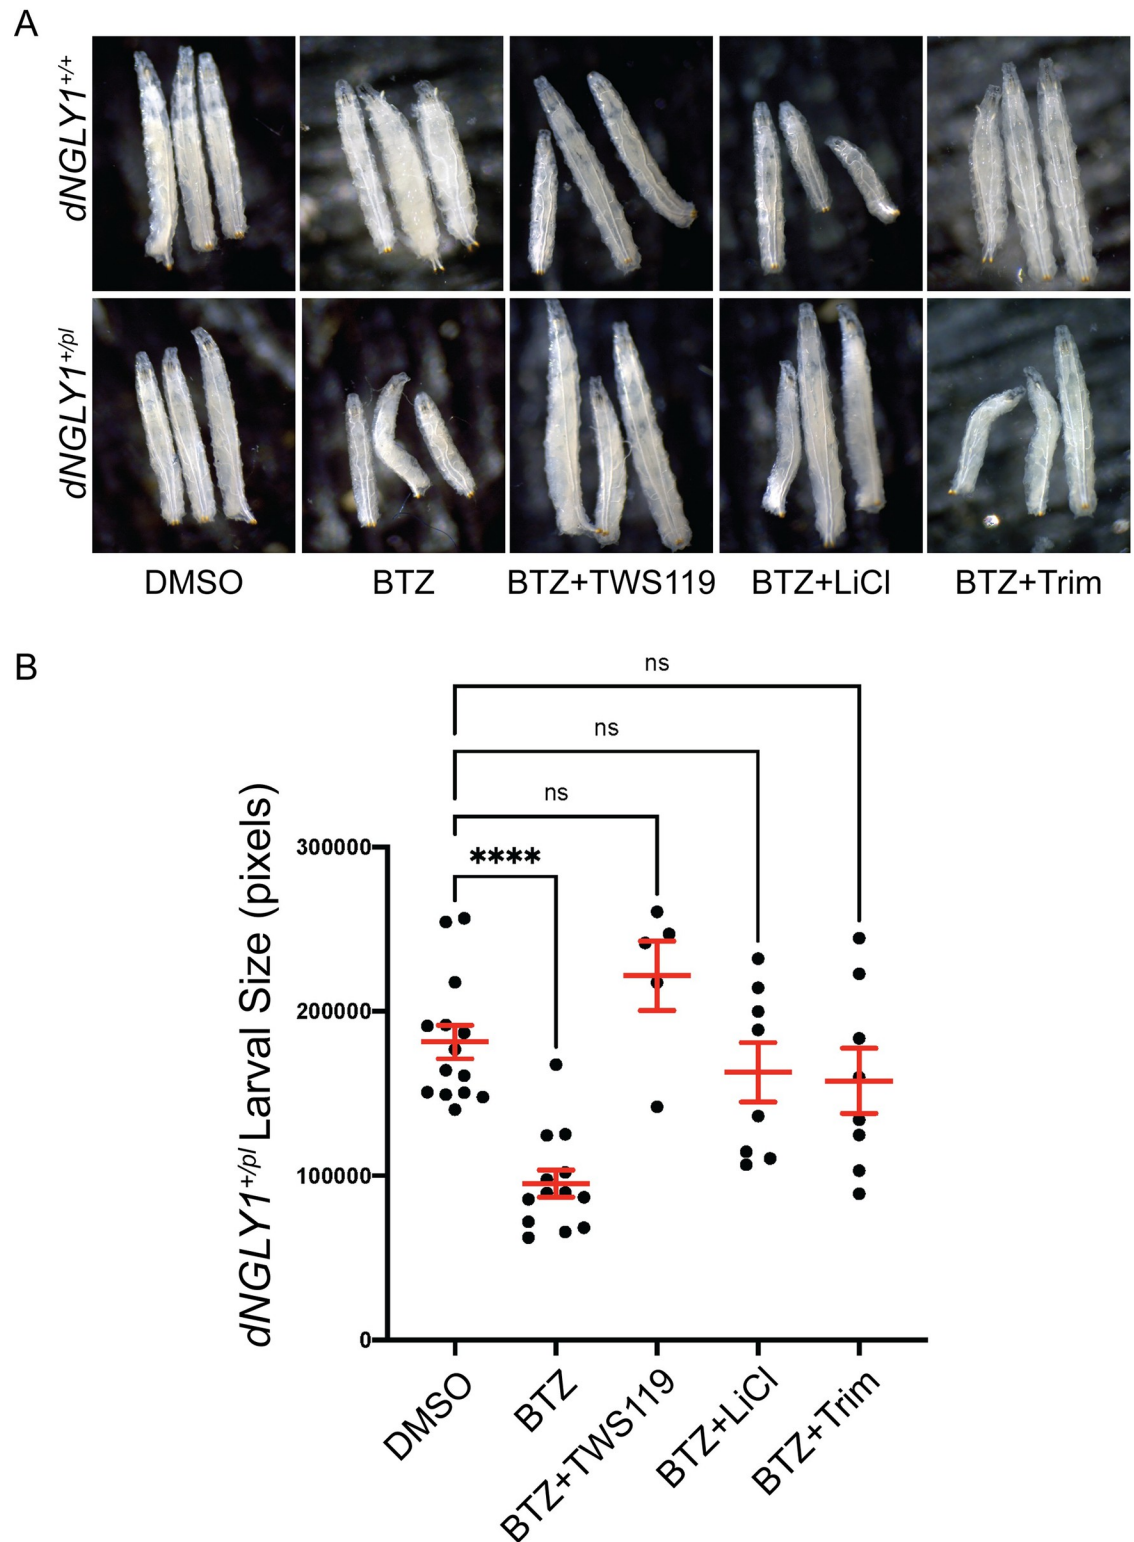 A
dNGLY1+/+
dNGLY1+/pl
DMSO
BTZ
BTZ+TWS119
BTZ+LiCl
BTZ+Trim
B
ns
ns
ns
****
dNGLY1+/pl Larval Size (pixels)
300000
200000
100000
0
DMSO
BTZ
BTZ+TWS119
BTZ+LiCl
BTZ+Trim